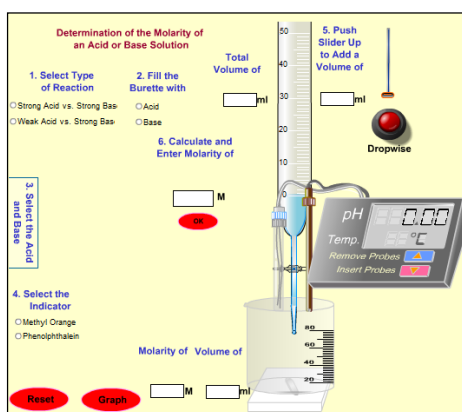 Determination of the Molarity of
an Acid or Base Solution
1. Select Type
of Reaction
Strong Acid vs. Strong Bas
Weak Acid vs. Strong Bas
2. Fill the
Burette with
Acid
Base
Total
Volume of
ml
5. Push
Slider Up
to Add a
Volume of
ml
Dropwise
50
40
30
20
10
0
6. Calculate and
Enter Molarity of
M
OK
3. Select the Acid
and Base
4. Select the
Indicator
Methyl Orange
Phenolphthalein
pH 0.00
Temp. °C
Remove Probes
Insert Probes
80
60
40
20
Molarity of
M
Volume of
ml
Reset
Graph